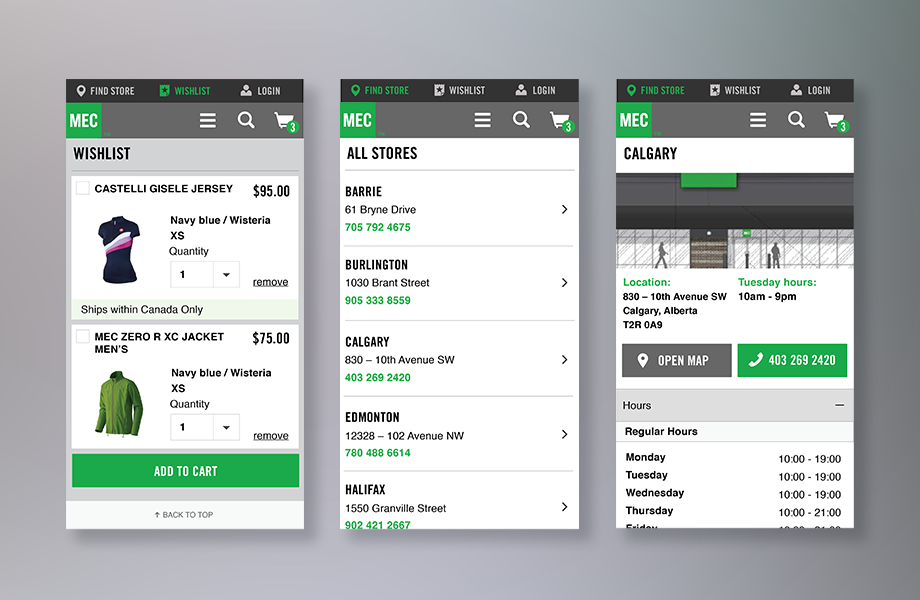 FIND STORE WISHLIST LOGIN
MEC
3
WISHLIST
CASTELLI GISELE JERSEY $95.00
Navy blue / Wisteria
XS
Quantity
1
remove
Ships within Canada Only
MEC ZERO R XC JACKET $75.00
MEN'S
Navy blue / Wisteria
XS
Quantity
1
remove
ADD TO CART
↑ BACK TO TOP
FIND STORE WISHLIST LOGIN
MEC
3
ALL STORES
BARRIE
61 Bryne Drive
705 792 4675
BURLINGTON
1030 Brant Street
905 333 8559
CALGARY
830 – 10th Avenue SW
403 269 2420
EDMONTON
12328 – 102 Avenue NW
780 488 6614
HALIFAX
1550 Granville Street
902 421 2667
FIND STORE WISHLIST LOGIN
MEC
3
CALGARY
Location: Tuesday hours:
830 – 10th Avenue SW 10am - 9pm
Calgary, Alberta
T2R 0A9
OPEN MAP 403 269 2420
Hours
Regular Hours
Monday 10:00 - 19:00
Tuesday 10:00 - 19:00
Wednesday 10:00 - 19:00
Thursday 10:00 - 21:00
Friday